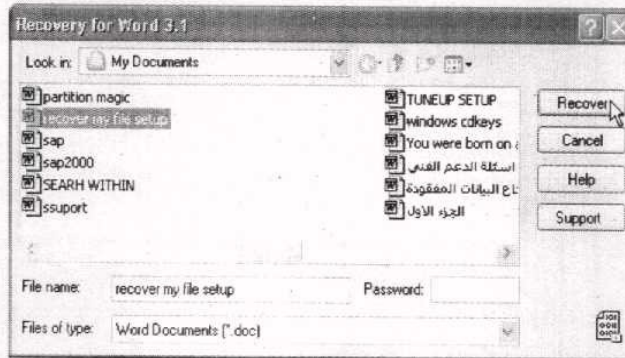 Recovery for Word 3.1
Look in: My Documents
partition magic
recover my file setup
sap
sap2000
SEARH WITHIN
ssuport
TUNEUP SETUP
windows cdkeys
You were born on a
اسئلة الدعم الفني
اع البيانات المفقودة
الجزء الاول
Recover
Cancel
Help
Support
File name: recover my file setup Password:
Files of type: Word Documents (*.doc)